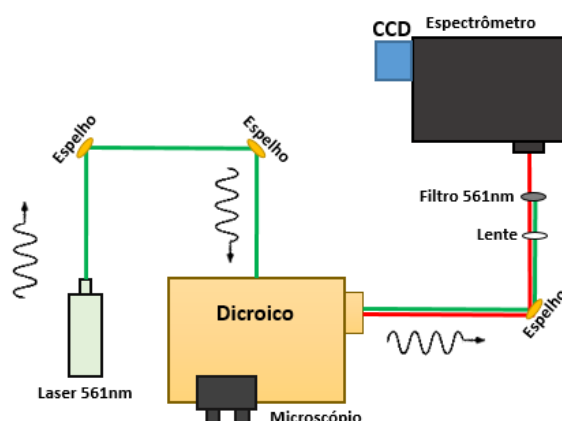 Espectrômetro
CCD
Espelho
Espelho
Filtro 561nm
Lente
Dicroico
Espelho
Laser 561nm
Microscópio